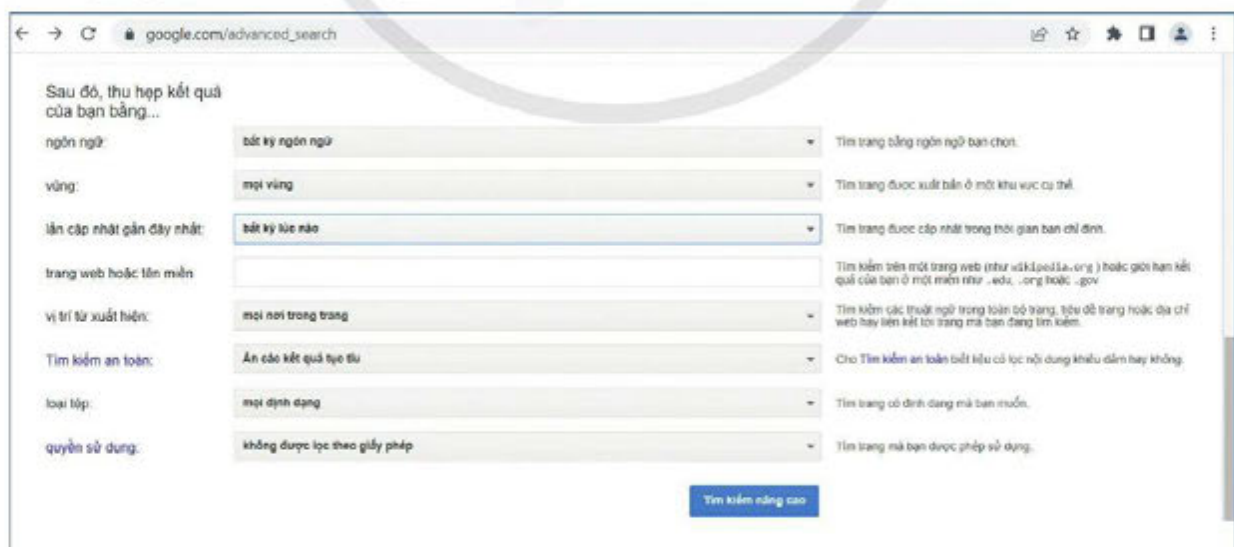 google.com/advanced_search
Sau đó, thu hẹp kết quả
của bạn bằng...
ngôn ngữ: bất kỳ ngôn ngữ Tìm trang bằng ngôn ngữ bạn chọn.
vùng: mọi vùng Tìm trang được xuất bản ở một khu vực cụ thể.
lần cập nhật gần đây nhất: bất kỳ lúc nào Tìm trang được cập nhật trong thời gian bạn chỉ định.
trang web hoặc tên miền Tìm kiếm trên một trang web (như wikipedia.org ) hoặc giới hạn kết
quả của bạn ở một miền như .edu, .org hoặc .gov
vị trí từ xuất hiện: mọi nơi trong trang Tìm kiếm các thuật ngữ trong toàn bộ trang, tiêu đề trang hoặc địa chỉ
web hay liên kết tới trang mà bạn đang tìm kiếm.
Tìm kiếm an toàn: Ẩn các kết quả tục tĩu Cho Tìm kiếm an toàn biết liệu có lọc nội dung khiêu dâm hay không.
loại tệp: mọi định dạng Tìm trang có định dạng mà bạn muốn.
quyền sử dụng: không được lọc theo giấy phép Tìm trang mà bạn được phép sử dụng.
Tìm kiếm nâng cao